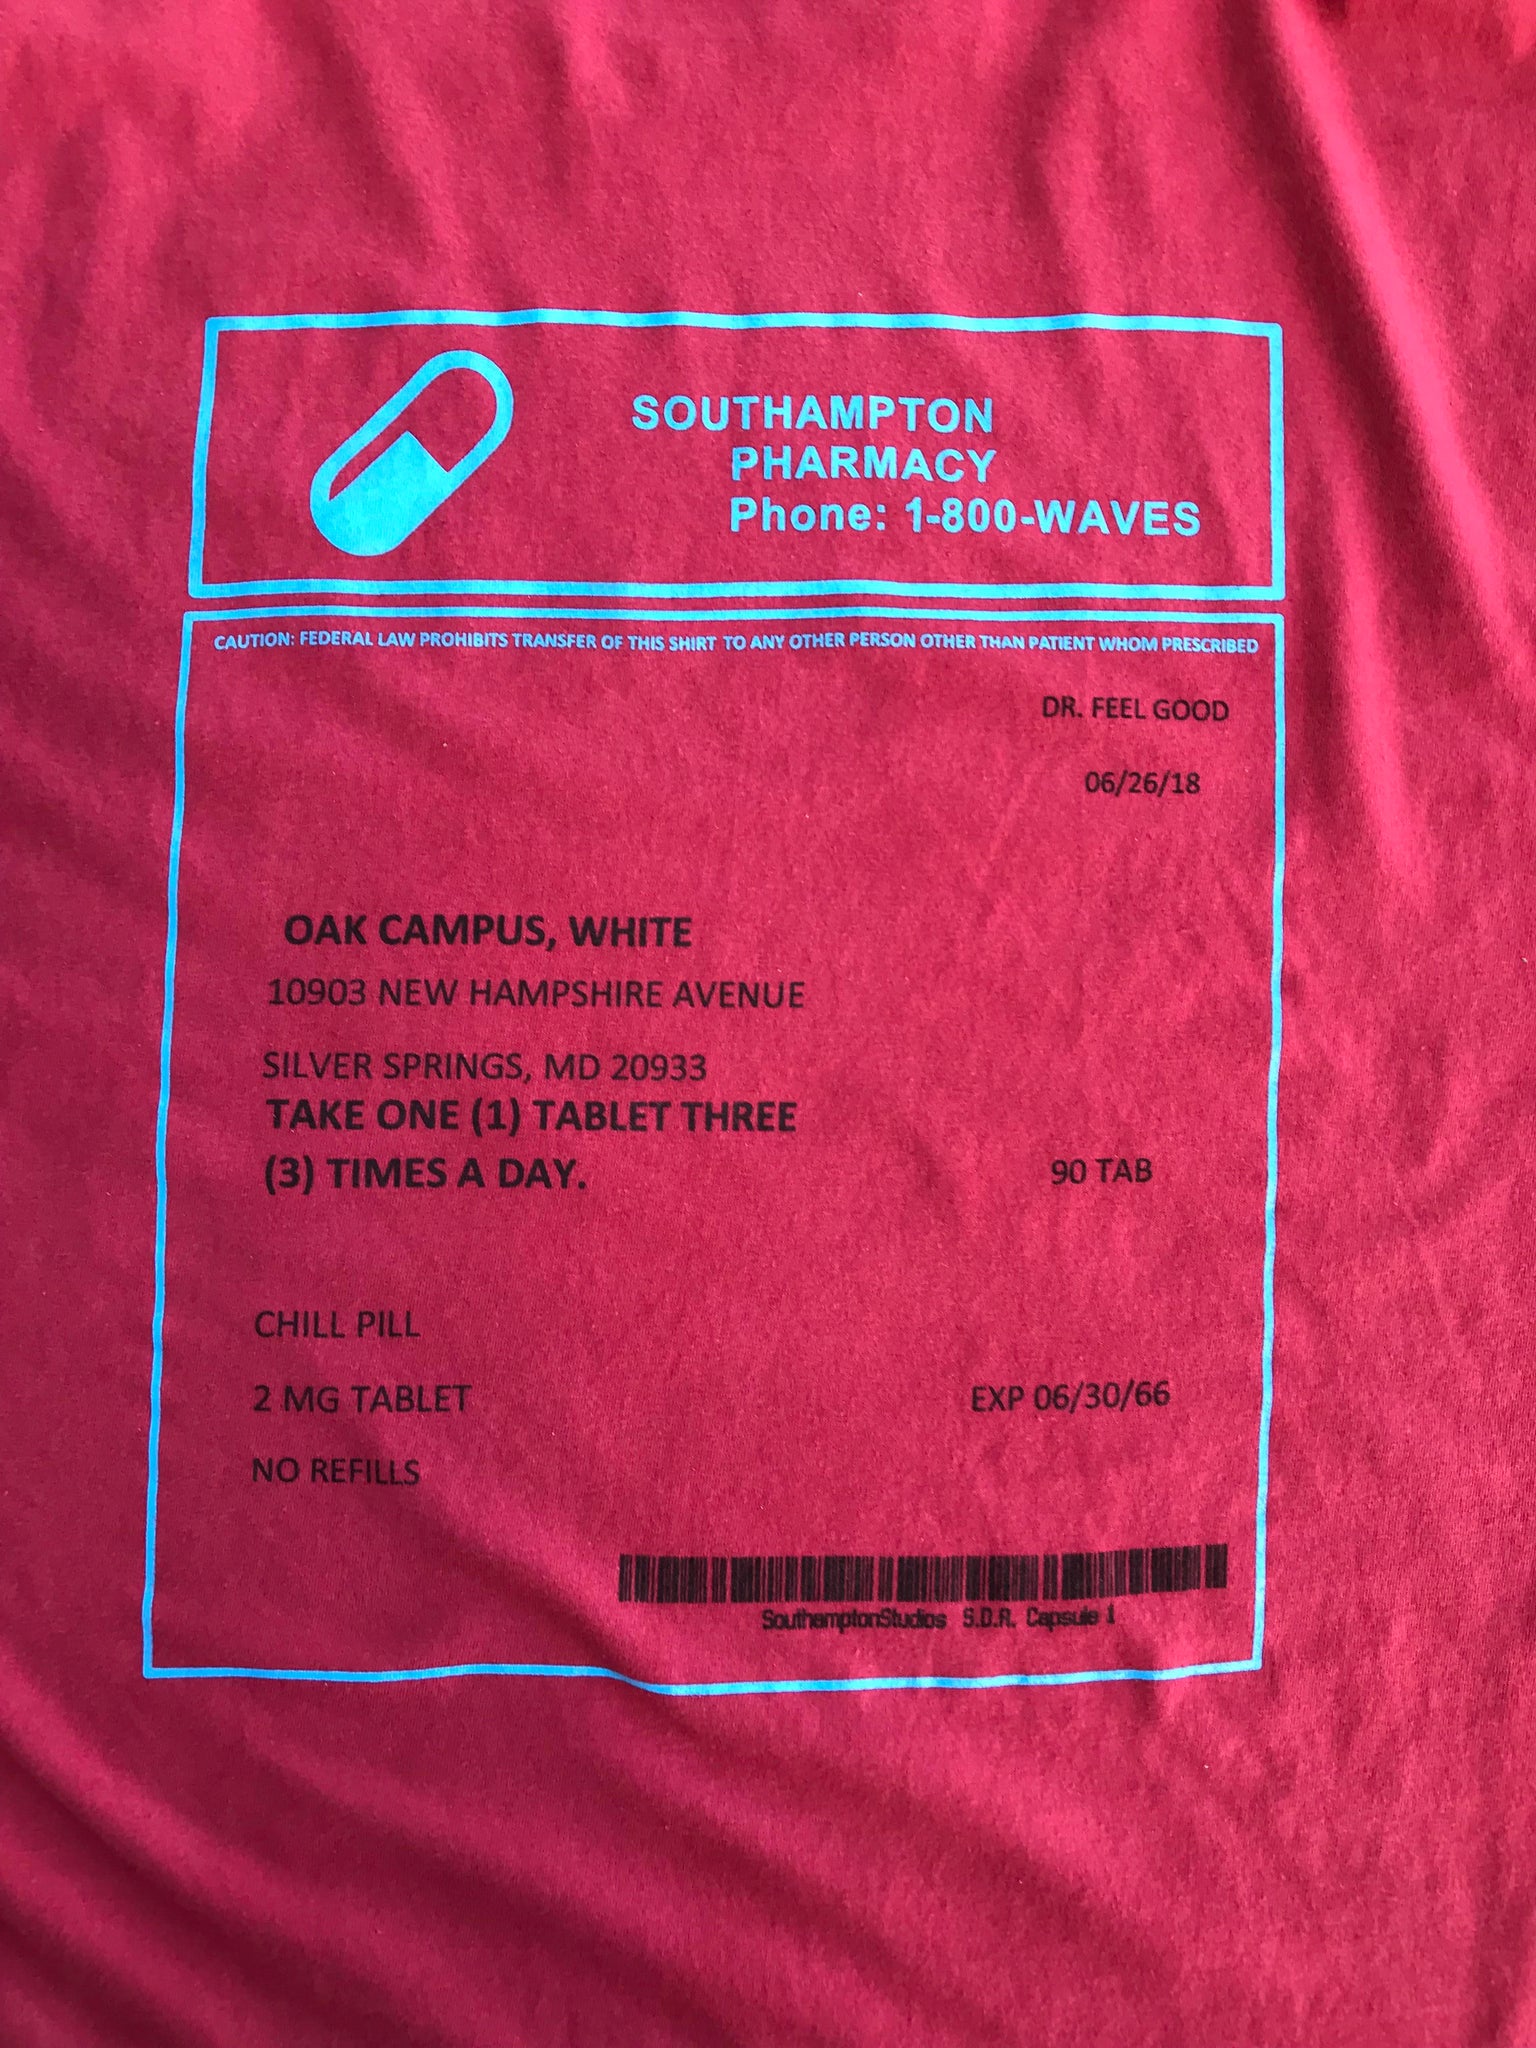 SOUTHAMPTON
PHARMACY
Phone: 1-800-WAVES
CAUTION: FEDERAL LAW PROHIBITS TRANSFER OF THIS SHIRT TO ANY OTHER PERSON OTHER THAN PATIENT WHOM PRESCRIBED
DR. FEEL GOOD
06/26/18
OAK CAMPUS, WHITE
10903 NEW HAMPSHIRE AVENUE
SILVER SPRINGS, MD 20933
TAKE ONE (1) TABLET THREE
(3) TIMES A DAY.
90 TAB
CHILL PILL
2 MG TABLET
EXP 06/30/66
NO REFILLS
SouthamptonStudios S.D.R. Capsule 1